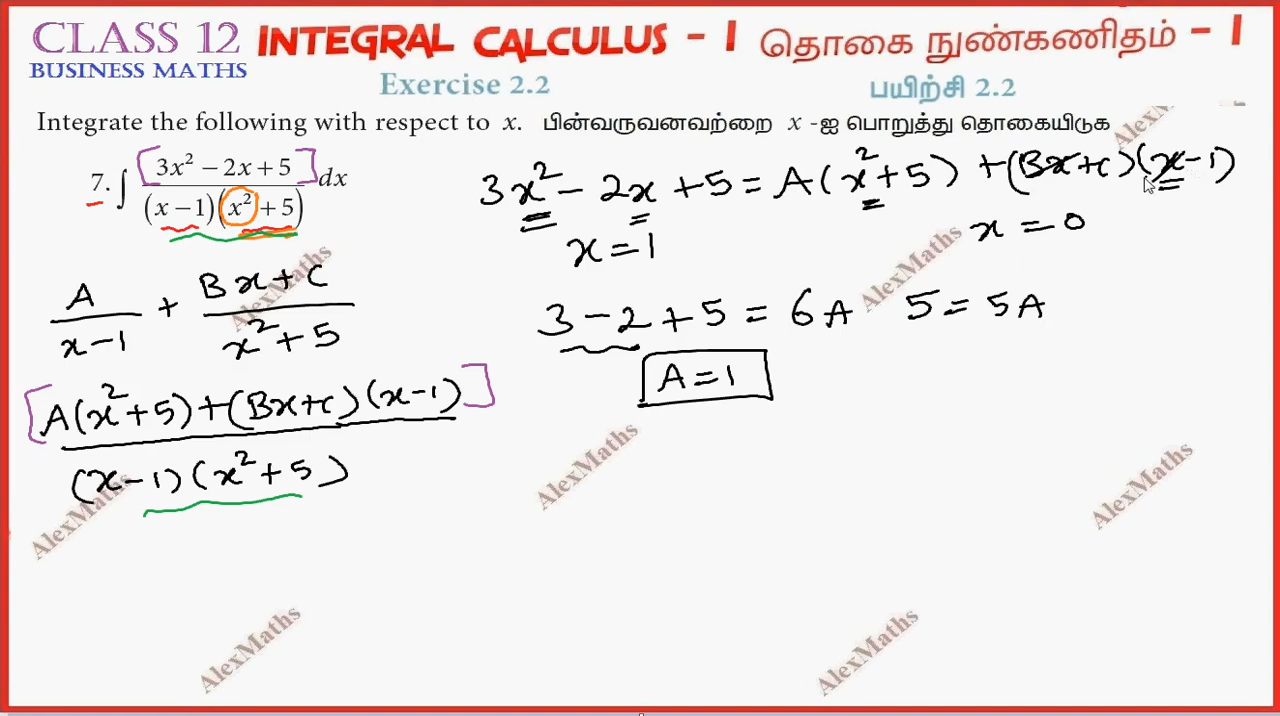 CLASS 12 INTEGRAL CALCULUS - I தொகை நுண்கணிதம் - I
BUSINESS MATHS
Exercise 2.2 பயிற்சி 2.2
Integrate the following with respect to x. பின்வருவனவற்றை x -ஐ பொறுத்து தொகையிடுக
7. ∫ [3x² − 2x + 5] / (x − 1)(x² + 5) dx
3x² − 2x + 5 = A(x² + 5) + (Bx + c)(x − 1)
x = 1
x = 0
A / x − 1 + Bx + C / x² + 5
3 − 2 + 5 = 6A
5 = 5A
A = 1
[A(x² + 5) + (Bx + c)(x − 1)] / (x − 1)(x² + 5)
AlexMaths
AlexMaths
AlexMaths
AlexMaths
AlexMaths
AlexMaths
AlexMaths
AlexMaths